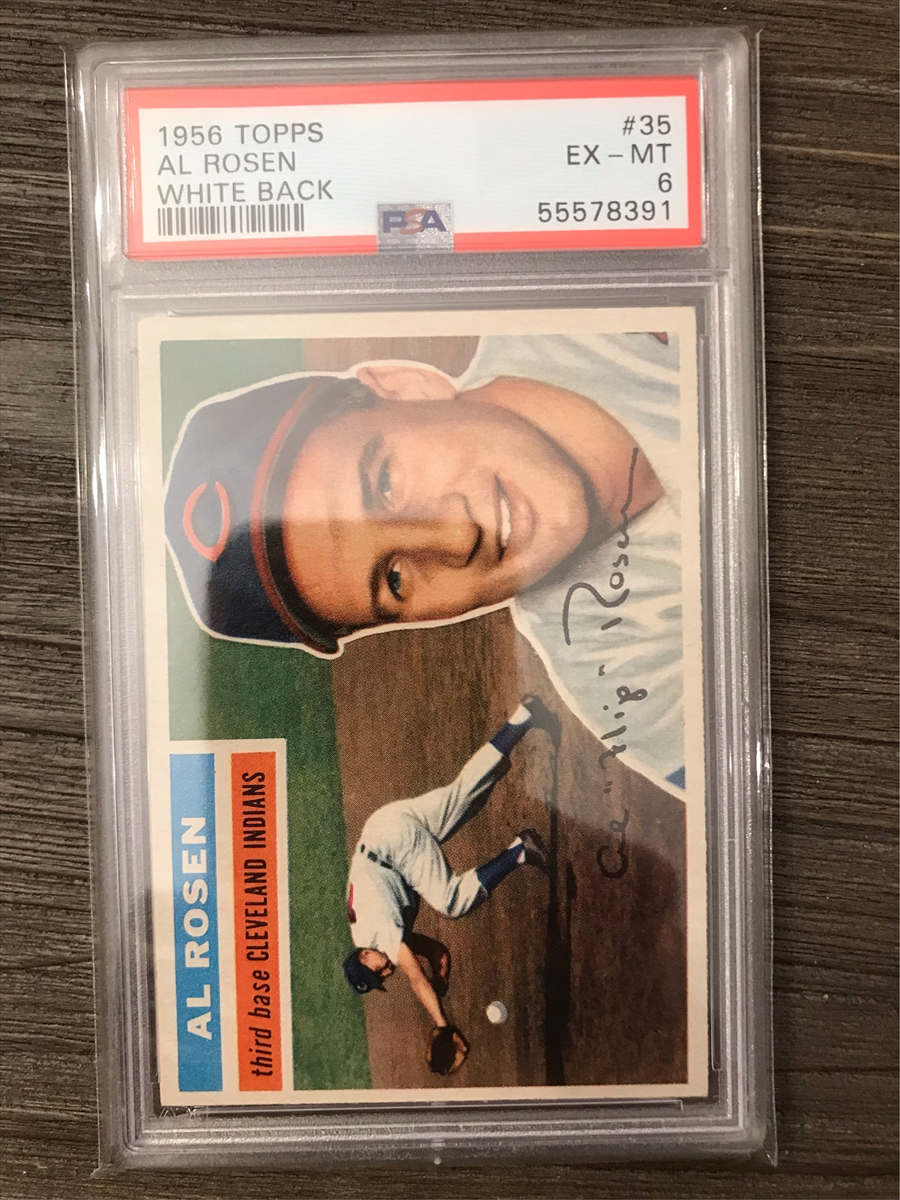 1956 TOPPS #35
AL ROSEN EX – MT
WHITE BACK 6
PSA 55578391
C
AL ROSEN
third base CLEVELAND INDIANS
Al "Flip" Rosen